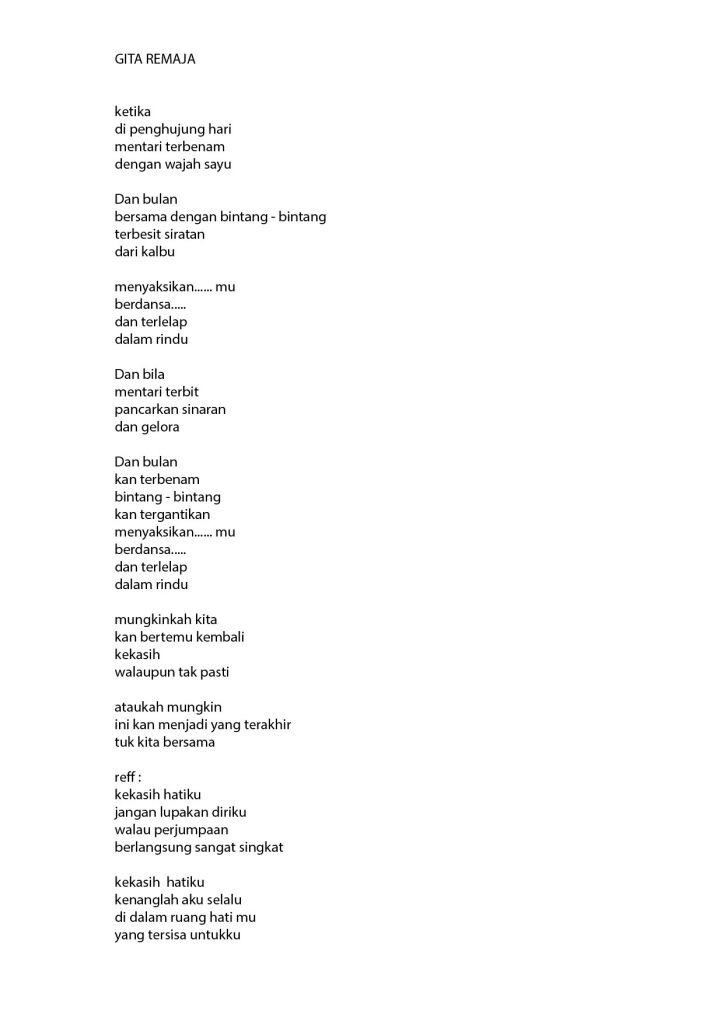 GITA REMAJA
ketika
di penghujung hari
mentari terbenam
dengan wajah sayu
Dan bulan
bersama dengan bintang - bintang
terbesit siratan
dari kalbu
menyaksikan...... mu
berdansa.....
dan terlelap
dalam rindu
Dan bila
mentari terbit
pancarkan sinaran
dan gelora
Dan bulan
kan terbenam
bintang - bintang
kan tergantikan
menyaksikan...... mu
berdansa.....
dan terlelap
dalam rindu
mungkinkah kita
kan bertemu kembali
kekasih
walaupun tak pasti
ataukah mungkin
ini kan menjadi yang terakhir
tuk kita bersama
reff :
kekasih hatiku
jangan lupakan diriku
walau perjumpaan
berlangsung sangat singkat
kekasih  hatiku
kenanglah aku selalu
di dalam ruang hati mu
yang tersisa untukku